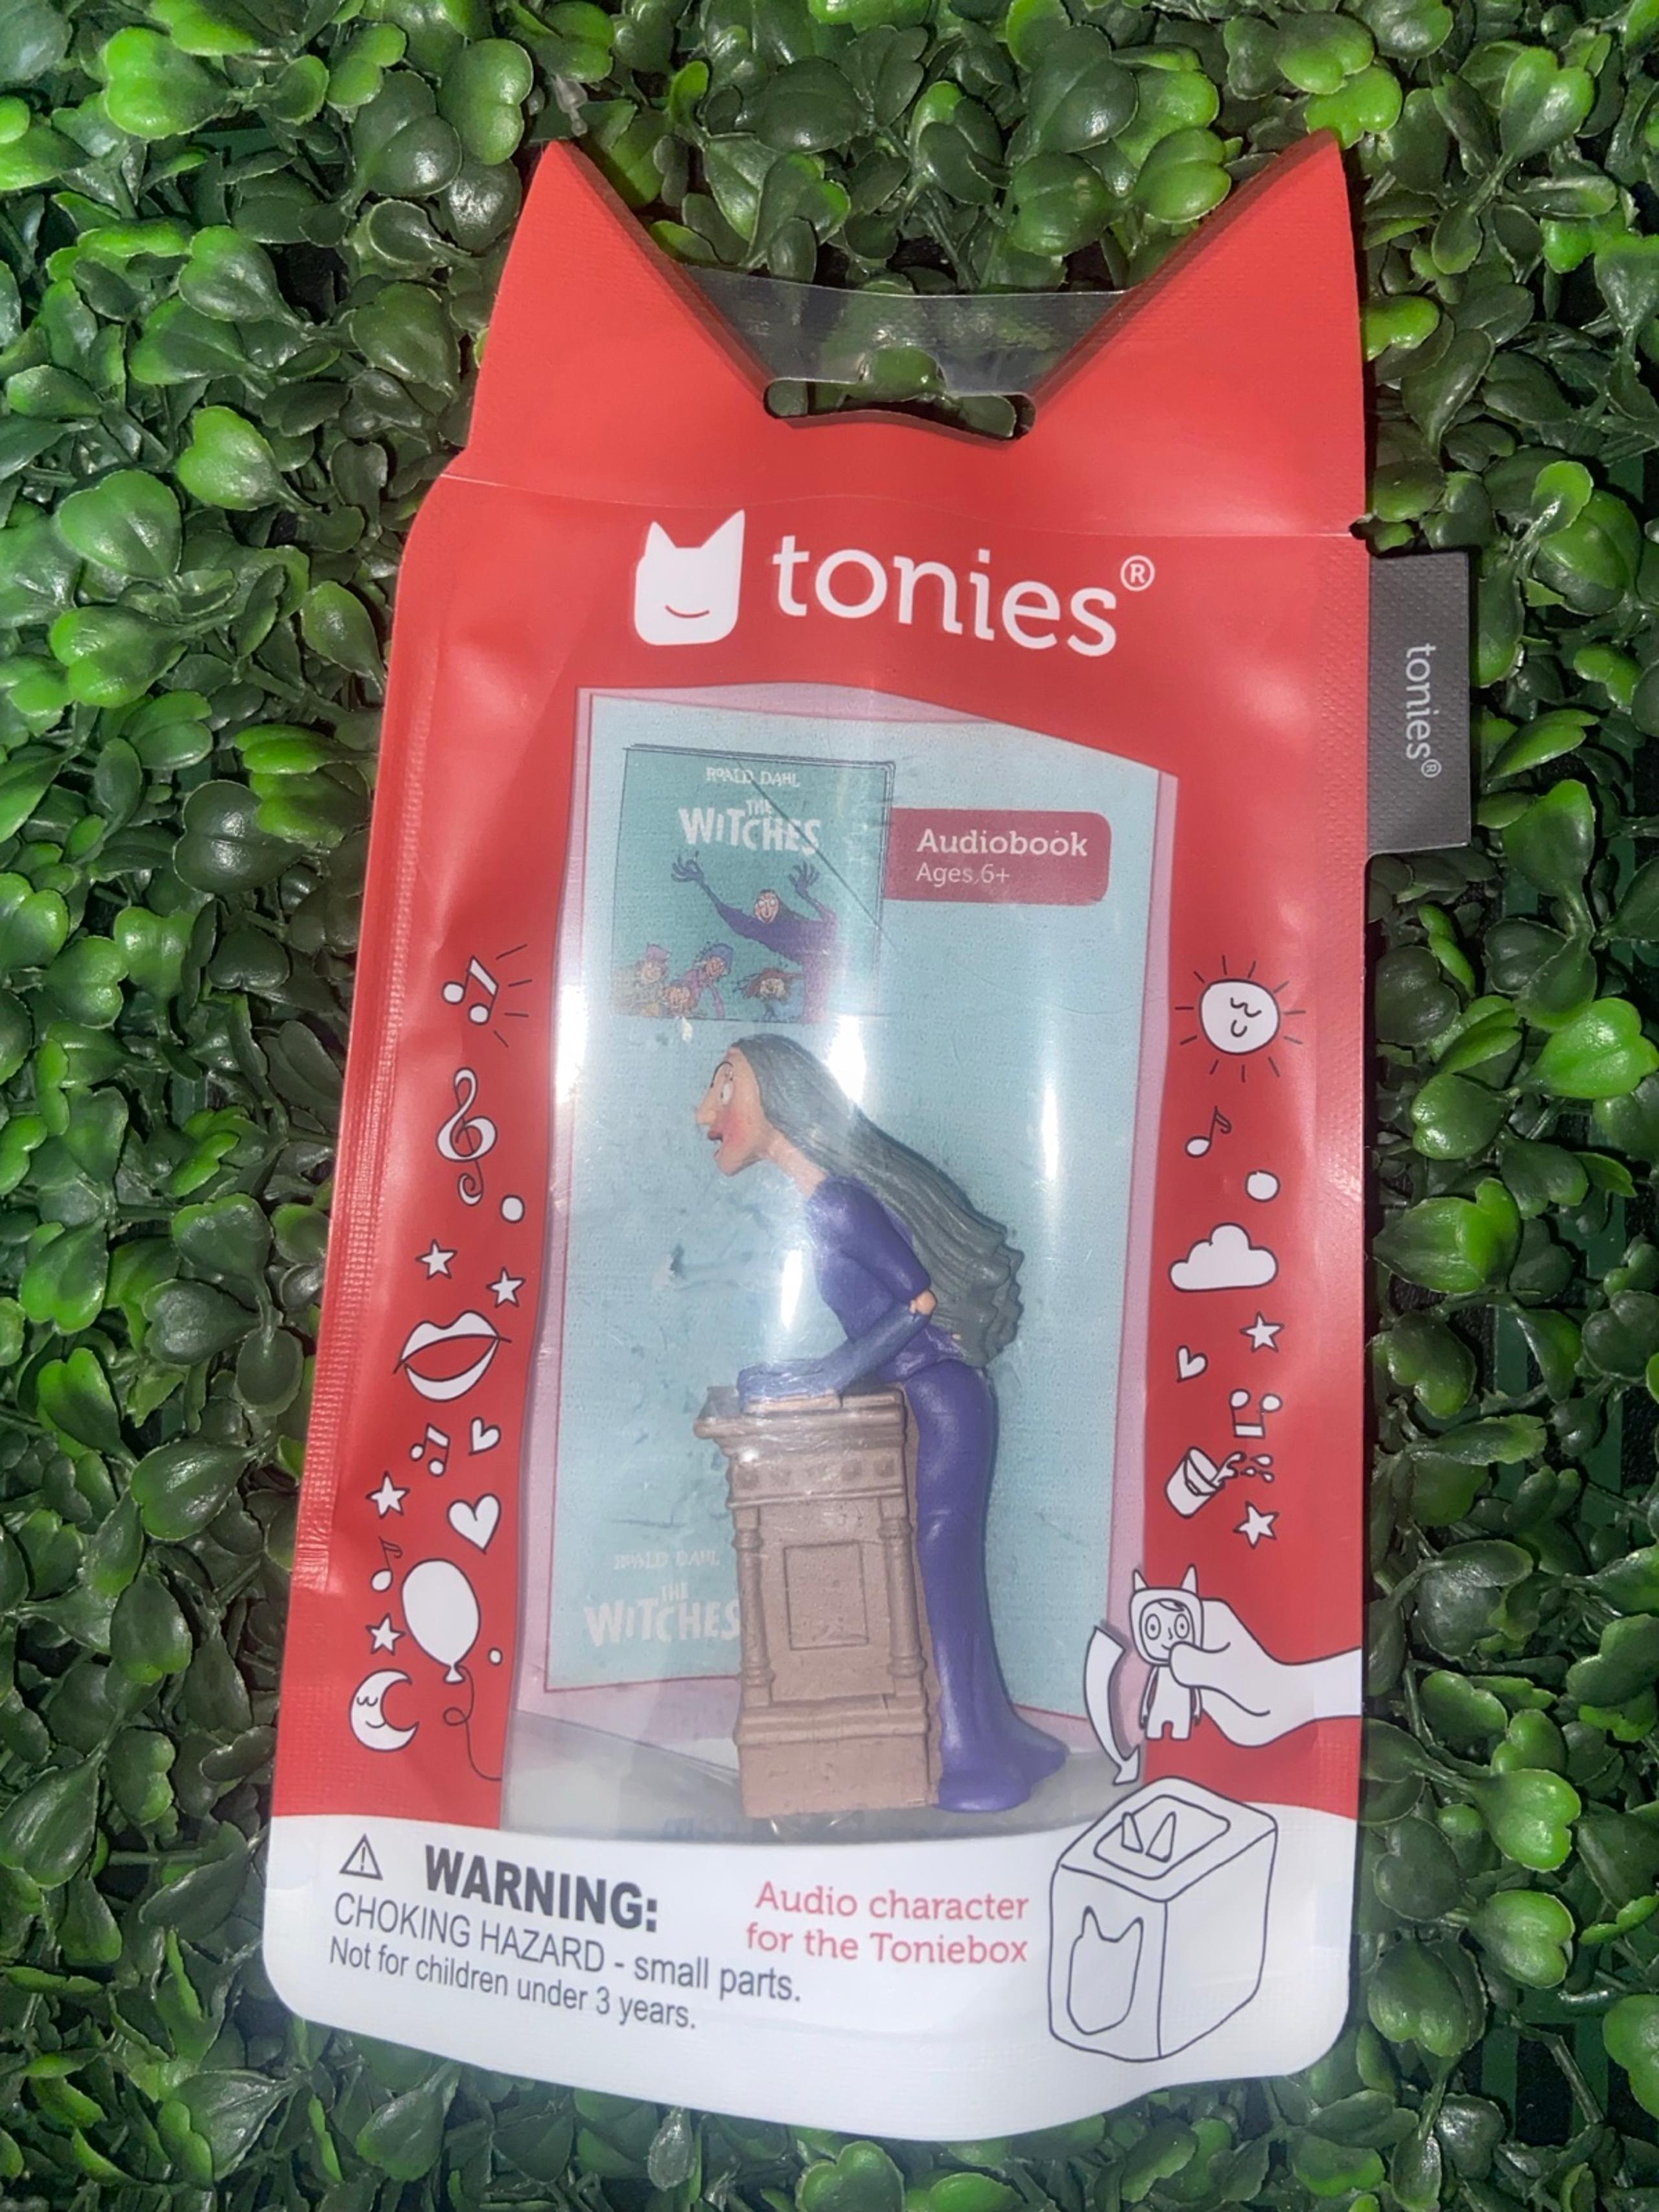 tonies®
tonies®
ROALD DAHL
THE
WITCHES
Audiobook
Ages 6+
ROALD DAHL
THE
WITCHES
WARNING:
CHOKING HAZARD - small parts.
Not for children under 3 years.
Audio character
for the Toniebox